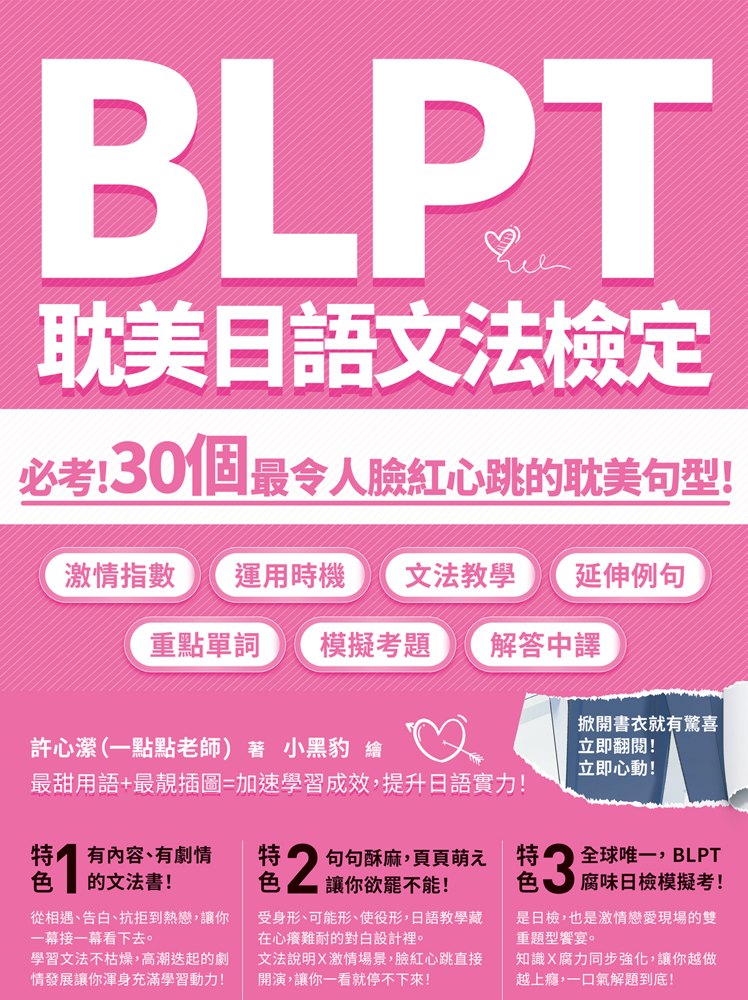 BLPT
耽美日語文法檢定
必考!30個最令人臉紅心跳的耽美句型!
激情指數 運用時機 文法教學 延伸例句
重點單詞 模擬考題 解答中譯
掀開書衣就有驚喜
立即翻閱!
立即心動!
許心瀠(一點點老師) 著 小黑豹 繪
最甜用語+最靚插圖=加速學習成效,提升日語實力!
特色1 有內容、有劇情
的文法書!
從相遇、告白、抗拒到熱戀,讓你
一幕接一幕看下去。
學習文法不枯燥,高潮迭起的劇
情發展讓你渾身充滿學習動力!
特色2 句句酥麻,頁頁萌え
讓你欲罷不能!
受身形、可能形、使役形,日語教學藏
在心癢難耐的對白設計裡。
文法說明X激情場景,臉紅心跳直接
開演,讓你一看就停不下來!
特色3 全球唯一,BLPT
腐味日檢模擬考!
是日檢,也是激情戀愛現場的雙
重題型饗宴。
知識X腐力同步強化,讓你越做
越上癮,一口氣解題到底!